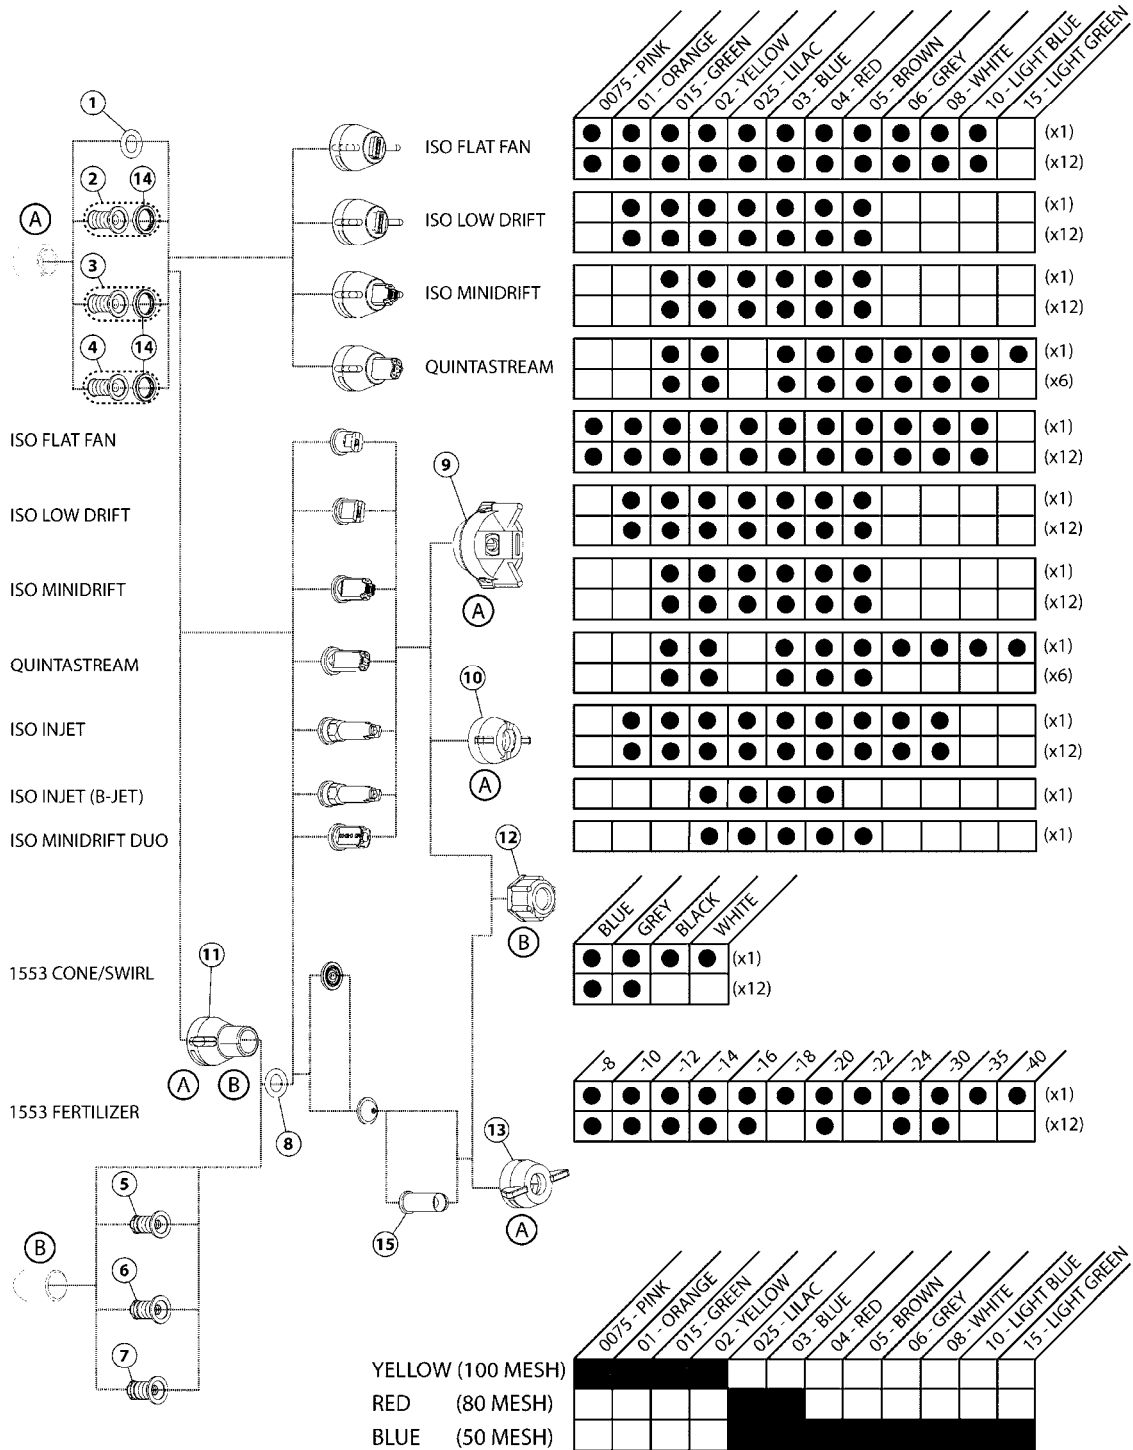 0075 - PINK
01 - ORANGE
015 - GREEN
02 - YELLOW
025 - LILAC
03 - BLUE
04 - RED
05 - BROWN
06 - GREY
08 - WHITE
10 - LIGHT BLUE
15 - LIGHT GREEN
1
ISO FLAT FAN
(x1)
(x12)
2
14
A
ISO LOW DRIFT
(x1)
(x12)
3
ISO MINIDRIFT
(x1)
(x12)
4
14
QUINTASTREAM
(x1)
(x6)
ISO FLAT FAN
9
(x1)
(x12)
ISO LOW DRIFT
(x1)
(x12)
ISO MINIDRIFT
A
(x1)
(x12)
QUINTASTREAM
10
(x1)
(x6)
ISO INJET
A
(x1)
(x12)
ISO INJET (B-JET)
(x1)
ISO MINIDRIFT DUO
12
(x1)
B
BLUE
GREY
BLACK
WHITE
1553 CONE/SWIRL
11
(x1)
(x12)
A
B
8
-8
-10
-12
-14
-16
-18
-20
-22
-24
-30
-35
-40
1553 FERTILIZER
(x1)
(x12)
13
A
15
5
B
6
7
0075 - PINK
01 - ORANGE
015 - GREEN
02 - YELLOW
025 - LILAC
03 - BLUE
04 - RED
05 - BROWN
06 - GREY
08 - WHITE
10 - LIGHT BLUE
15 - LIGHT GREEN
YELLOW (100 MESH)
RED (80 MESH)
BLUE (50 MESH)